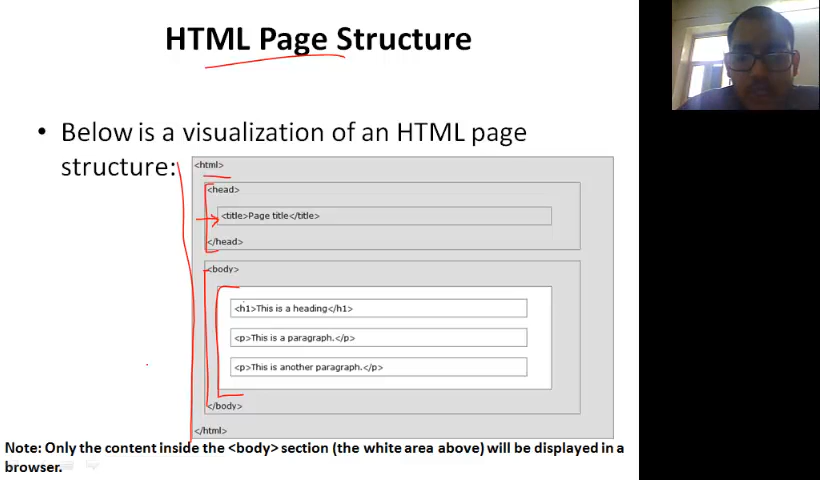 HTML Page Structure
• Below is a visualization of an HTML page
structure:
<html>
<head>
<title>Page title</title>
</head>
<body>
<h1>This is a heading</h1>
<p>This is a paragraph.</p>
<p>This is another paragraph.</p>
</body>
</html>
Note: Only the content inside the <body> section (the white area above) will be displayed in a
browser.